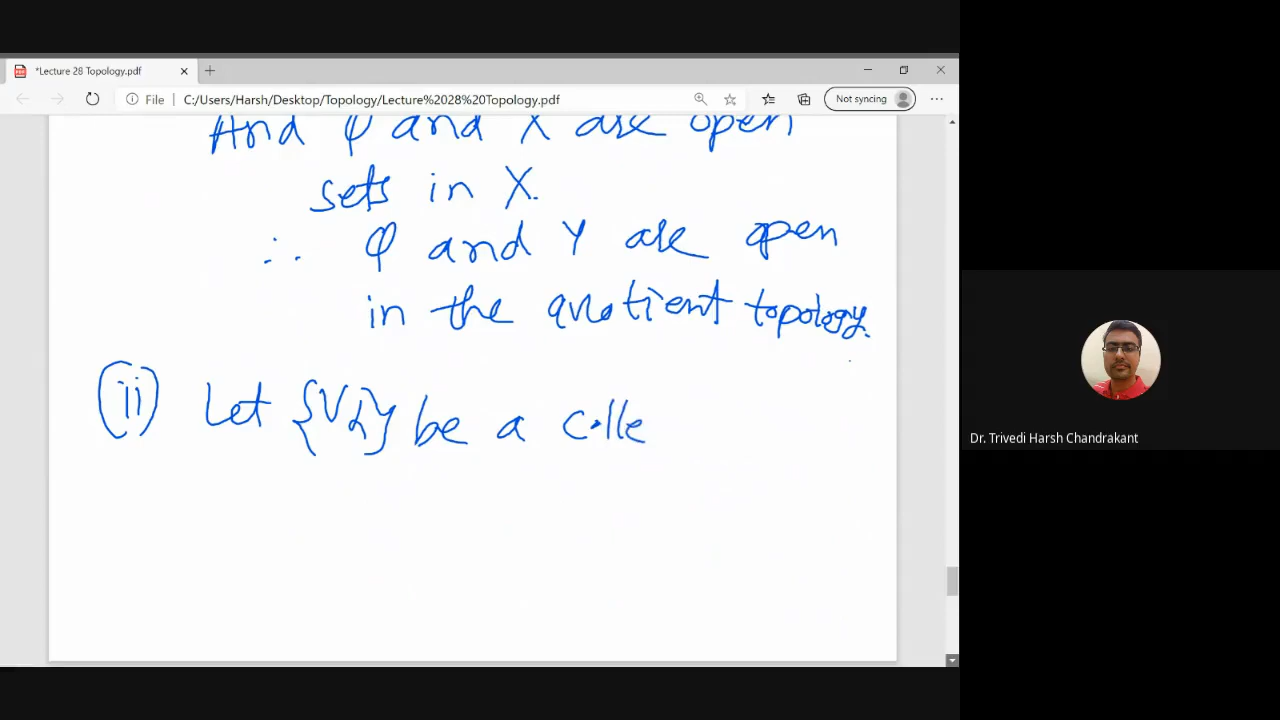 *Lecture 28 Topology.pdf
File
C:/Users/Harsh/Desktop/Topology/Lecture%2028%20Topology.pdf
Not syncing
And φ and X are open
sets in X.
∴ φ and Y are open
in the quotient topology.
(ii) Let {Vα} be a colle
Dr. Trivedi Harsh Chandrakant